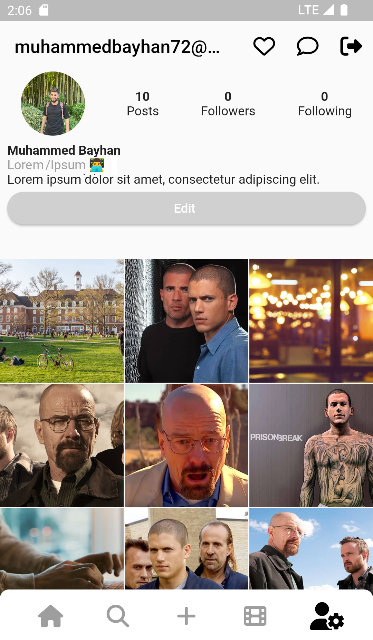 2:06
LTE
muhammedbayhan72@...
10
0
0
Posts
Followers
Following
Muhammed Bayhan
Lorem/Ipsum 👨‍💻
Lorem ipsum dolor sit amet, consectetur adipiscing elit.
Edit
PRISON BREAK